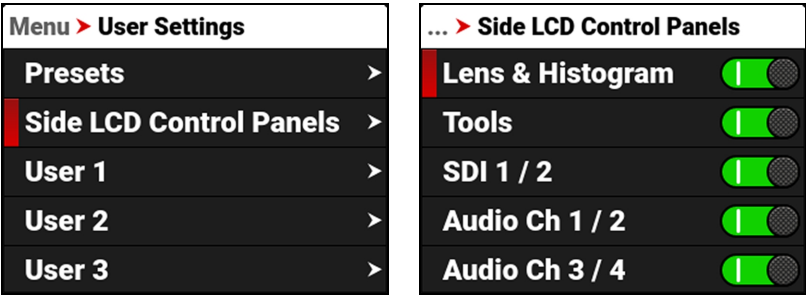 Menu ➤ User Settings
Presets
Side LCD Control Panels
User 1
User 2
User 3
... ➤ Side LCD Control Panels
Lens & Histogram
Tools
SDI 1 / 2
Audio Ch 1 / 2
Audio Ch 3 / 4